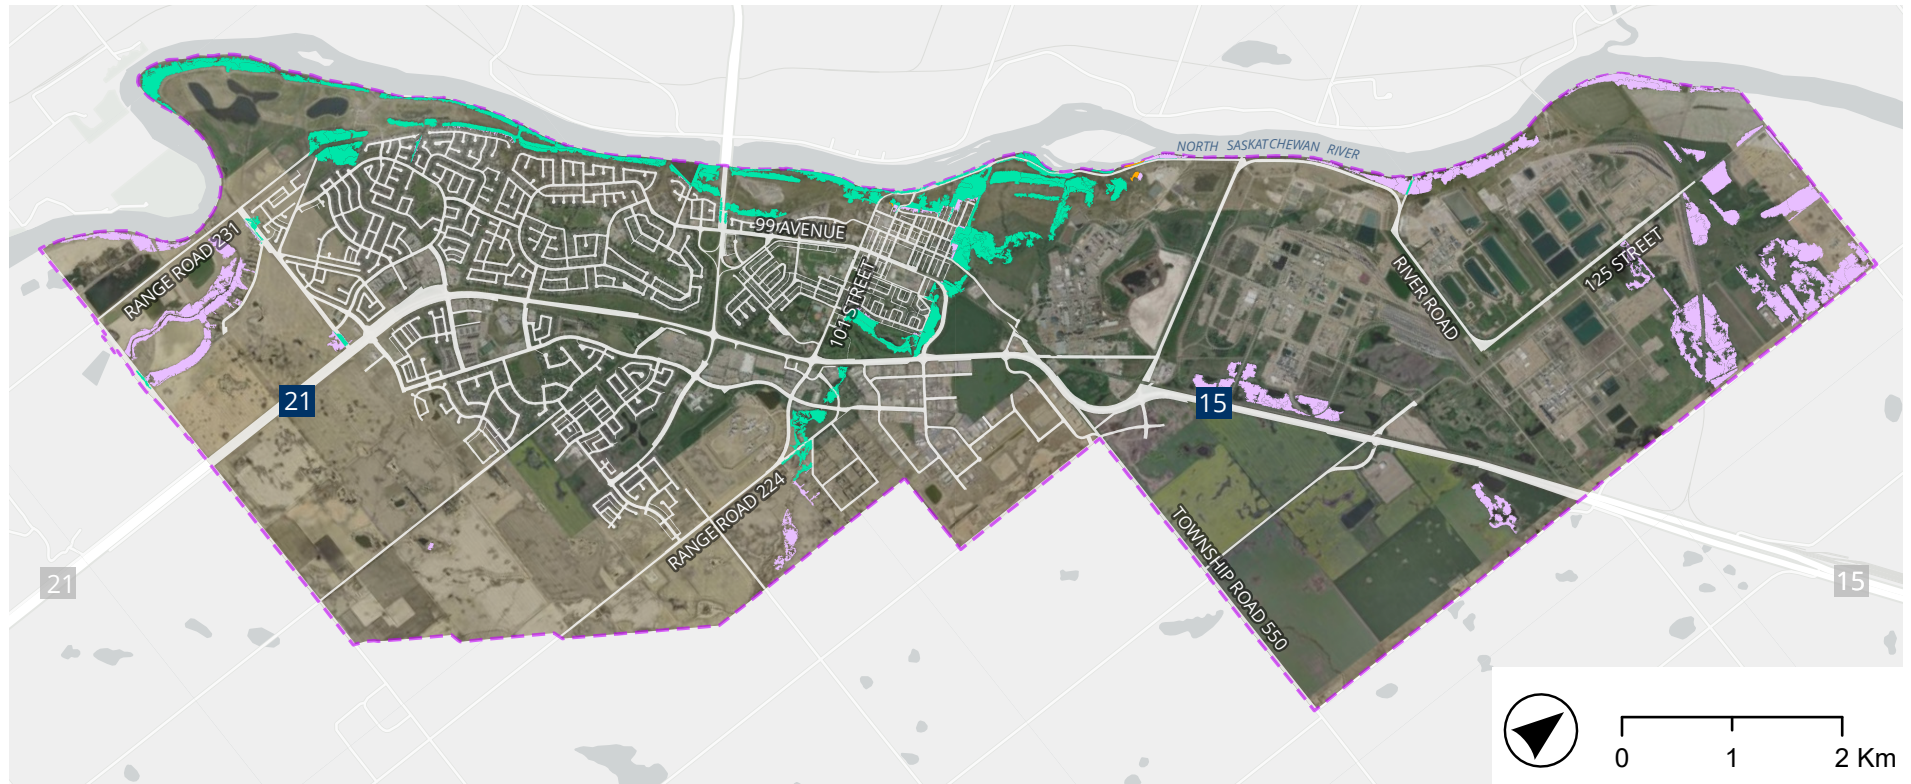 NORTH SASKATCHEWAN RIVER
99 AVENUE
RANGE ROAD 231
101 STREET
RIVER ROAD
125 STREET
21
15
RANGE ROAD 224
TOWNSHIP ROAD 550
21
15
0 1 2 Km